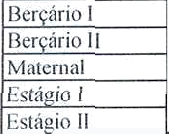 Berçário I
Berçário II
Maternal
Estágio I
Estágio II